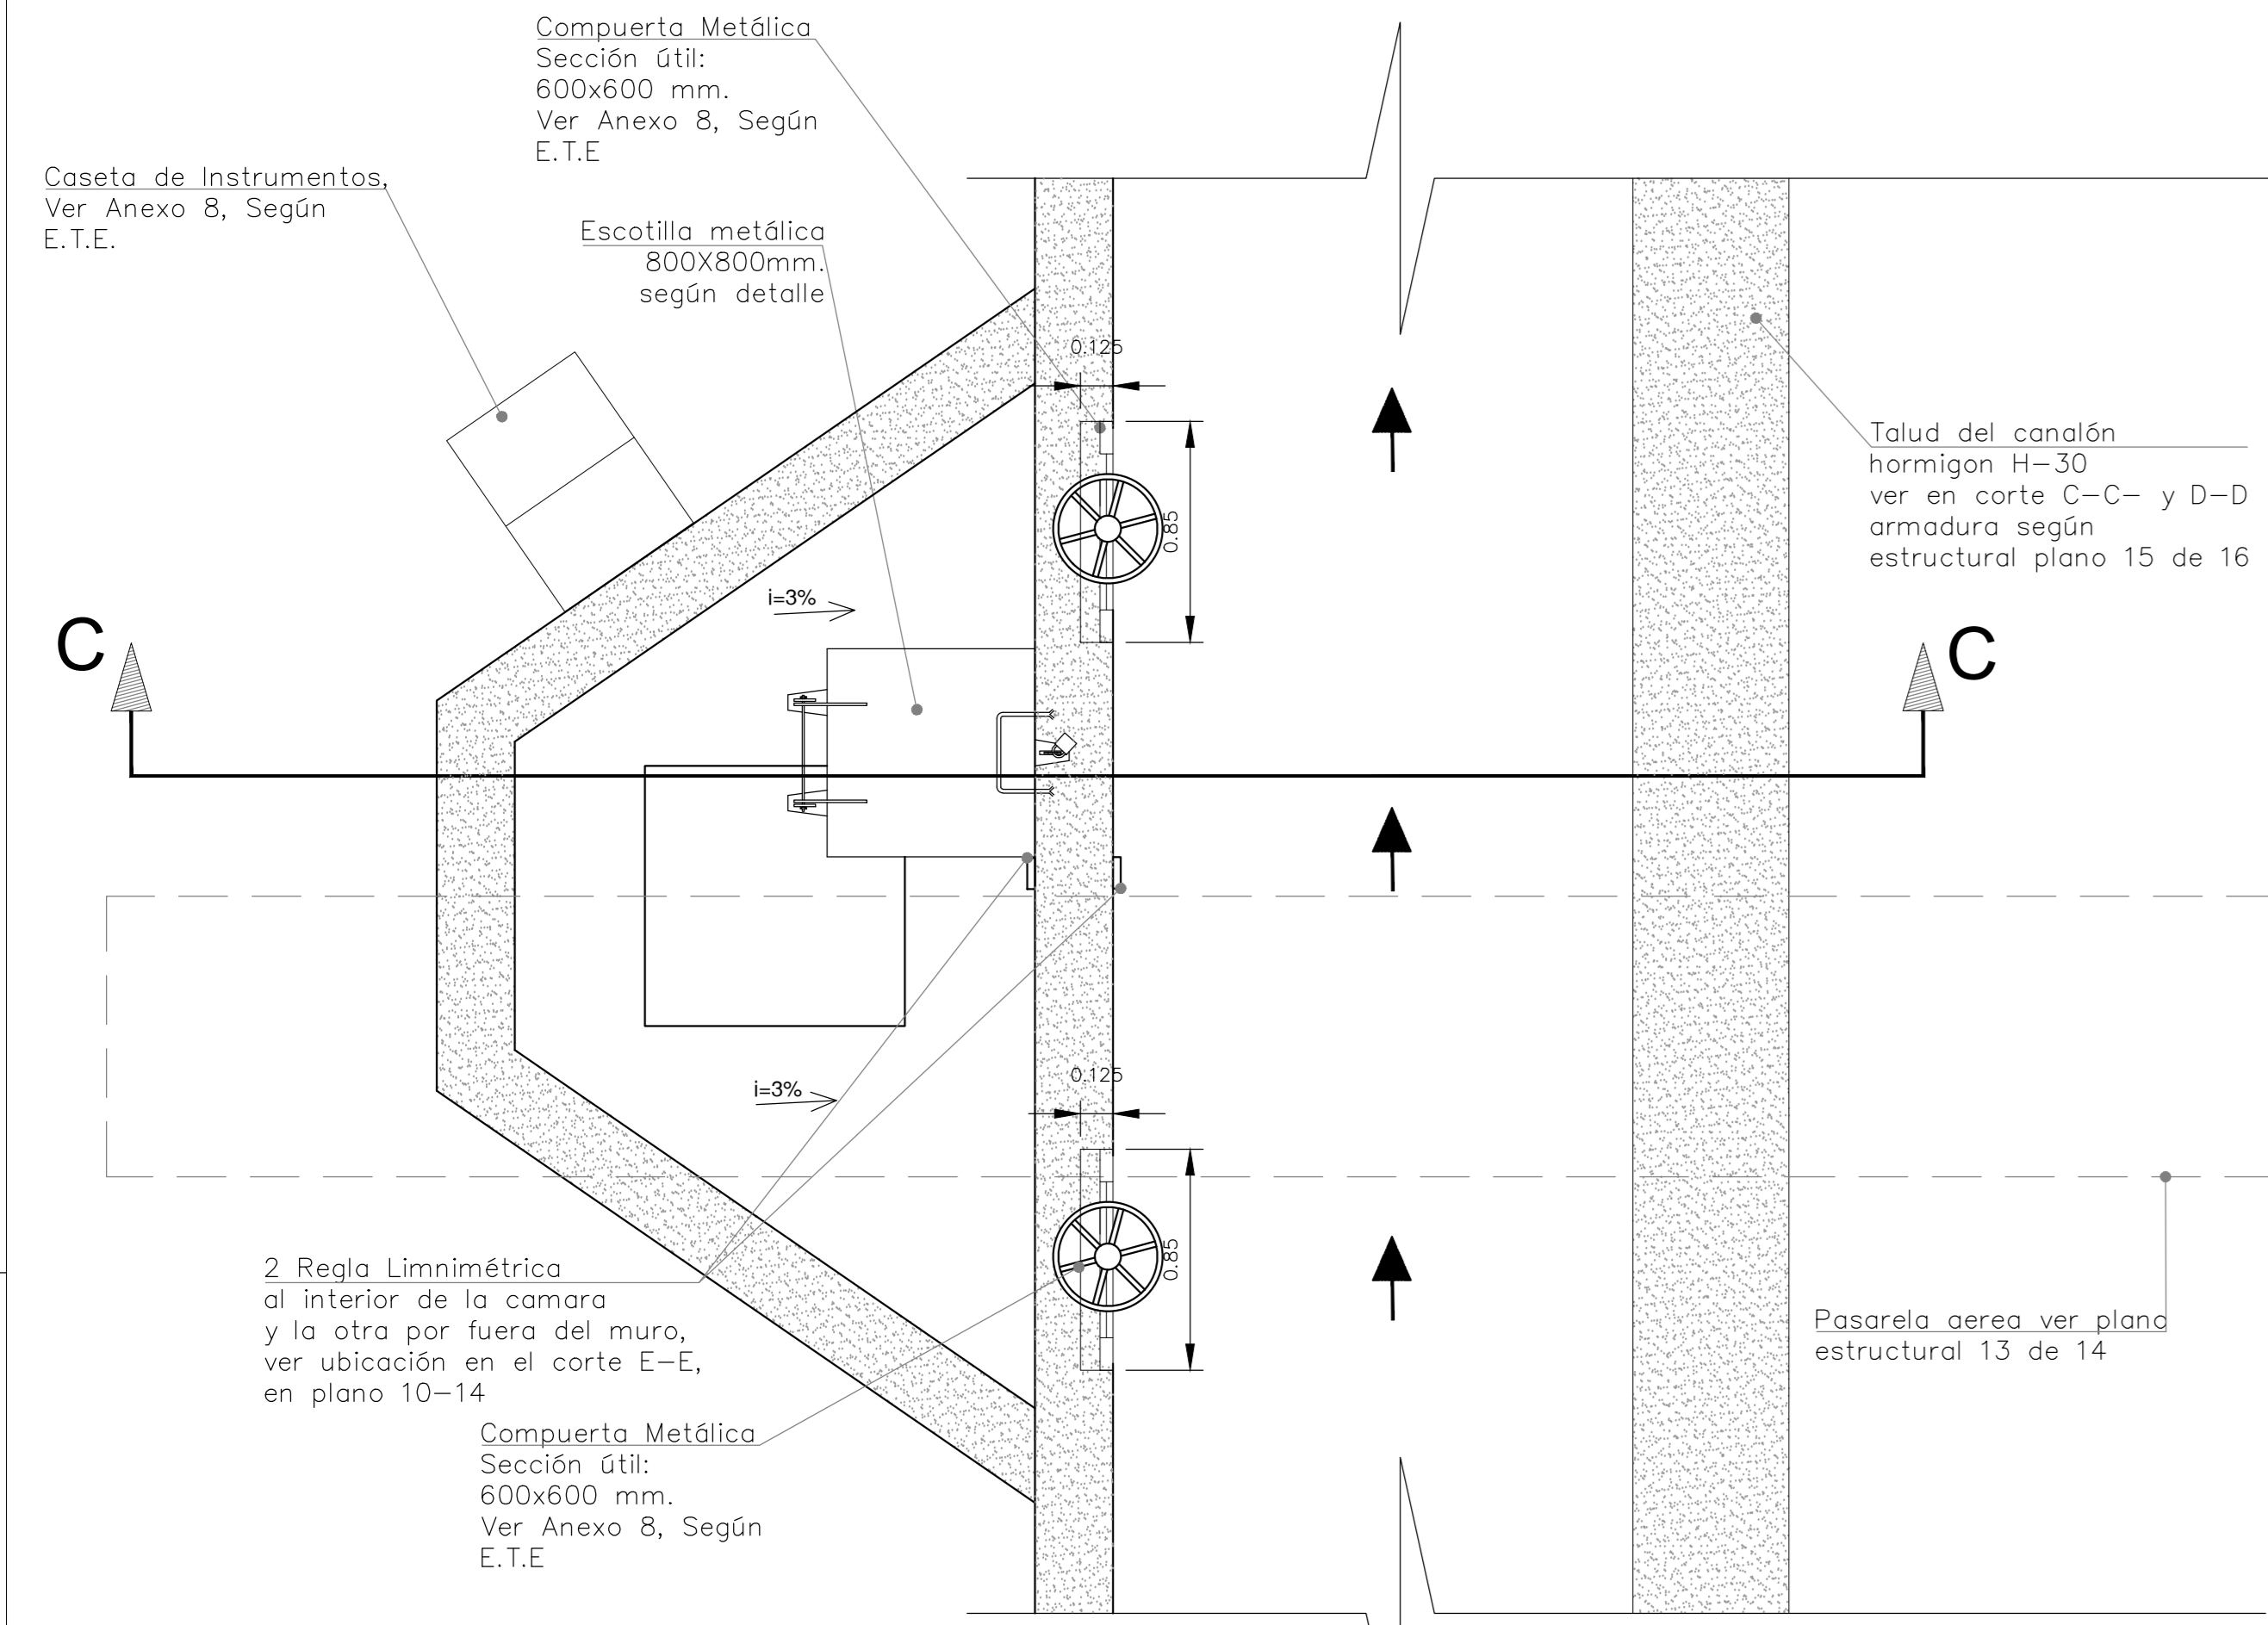 Compuerta Metálica
Sección útil:
600x600 mm.
Ver Anexo 8, Según
E.T.E
Caseta de Instrumentos,
Ver Anexo 8, Según
E.T.E.
Escotilla metálica
800X800mm.
según detalle
0.125
0.85
Talud del canalón
hormigon H-30
ver en corte C-C- y D-D
armadura según
estructural plano 15 de 16
i=3%
C
C
i=3%
0.125
0.85
2 Regla Limnimétrica
al interior de la camara
y la otra por fuera del muro,
ver ubicación en el corte E-E,
en plano 10-14
Pasarela aerea ver plano
estructural 13 de 14
Compuerta Metálica
Sección útil:
600x600 mm.
Ver Anexo 8, Según
E.T.E